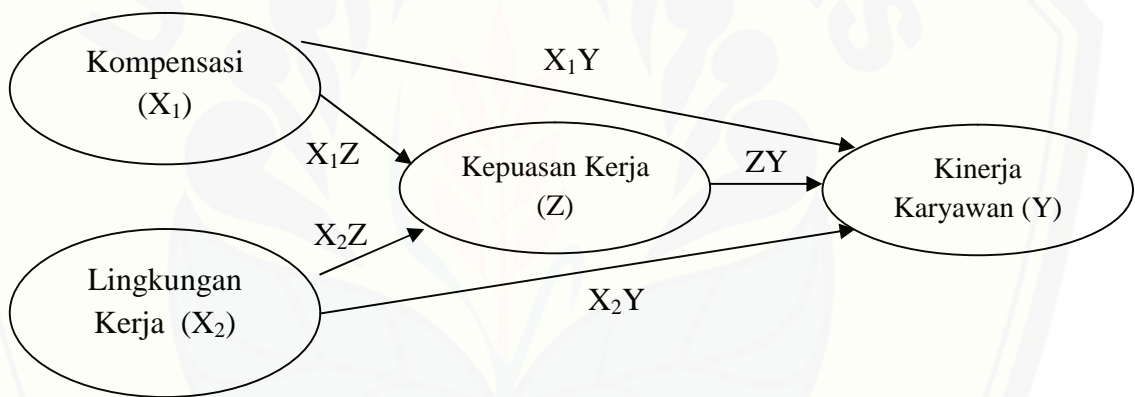 Kompensasi
(X₁)
X₁Y
X₁Z
Kepuasan Kerja
(Z)
ZY
Kinerja
Karyawan (Y)
X₂Z
Lingkungan
Kerja (X₂)
X₂Y